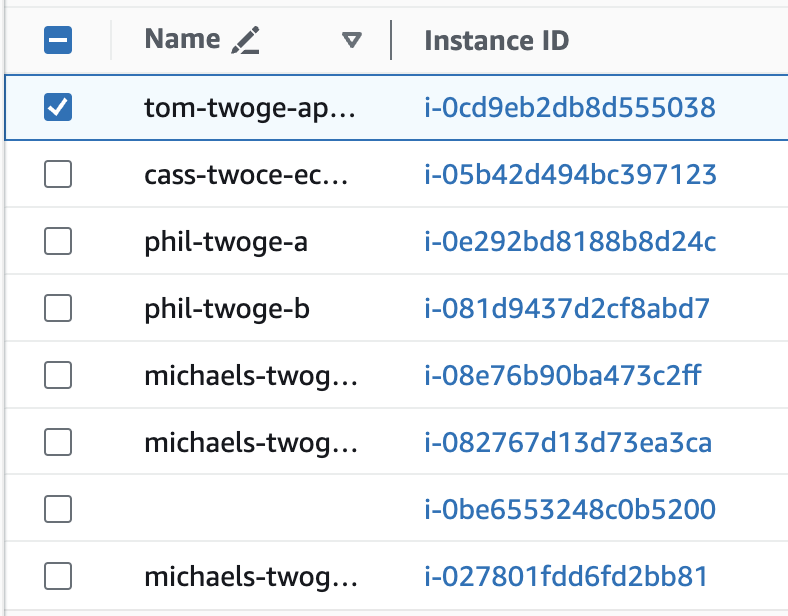 Name Instance ID
tom-twoge-ap... i-0cd9eb2db8d555038
cass-twoce-ec... i-05b42d494bc397123
phil-twoge-a i-0e292bd8188b8d24c
phil-twoge-b i-081d9437d2cf8abd7
michaels-twog... i-08e76b90ba473c2ff
michaels-twog... i-082767d13d73ea3ca
i-0be6553248c0b5200
michaels-twog... i-027801fdd6fd2bb81